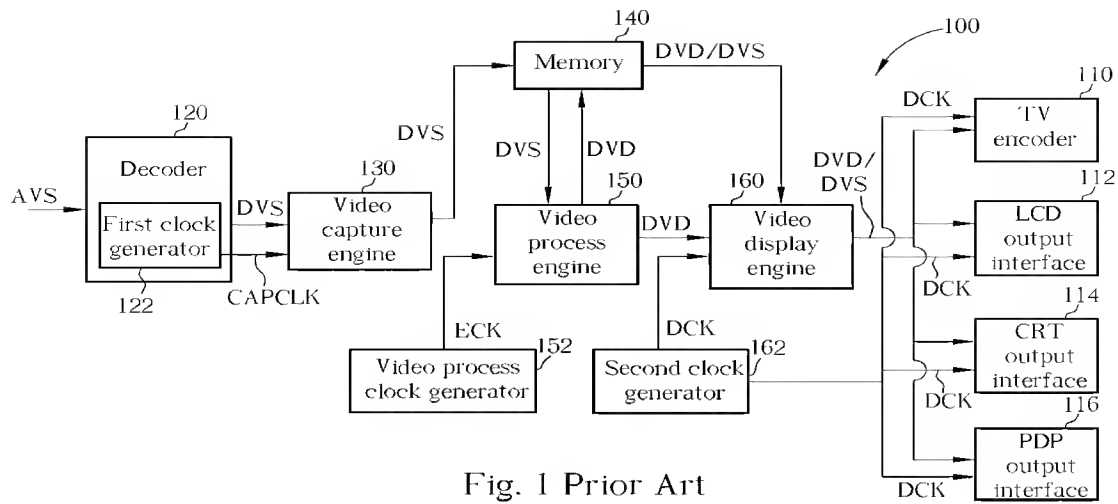 140
100
Memory
DVD/DVS
110
DCK
TV
encoder
120
Decoder
DVS
DVS
DVD
130
150
160
DVD/
DVS
112
AVS
First clock
generator
DVS
Video
capture
engine
Video
process
engine
DVD
Video
display
engine
LCD
output
interface
122
CAPCLK
DCK
114
ECK
152
DCK
162
CRT
output
interface
Video process
clock generator
Second clock
generator
DCK
116
PDP
output
interface
DCK
Fig. 1 Prior Art